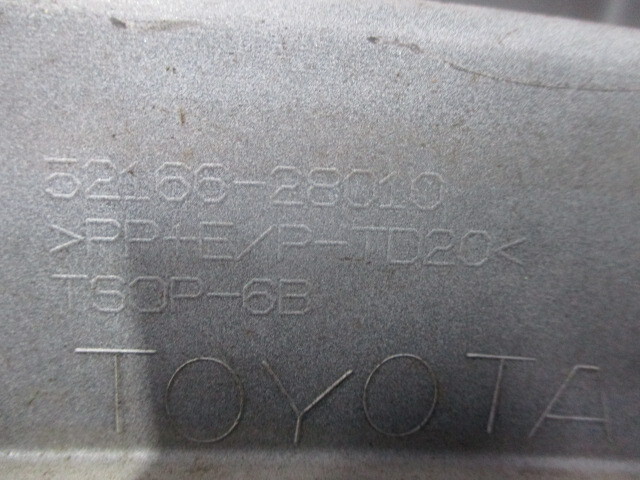 52166-28010
>PP+E/P-TD20<
TSOP-6B
TOYOTA